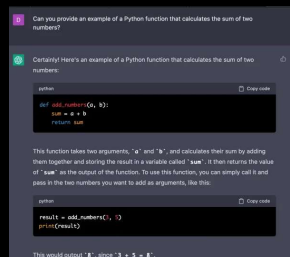 D
Can you provide an example of a Python function that calculates the sum of two
numbers?
Certainly! Here's an example of a Python function that calculates the sum of two
numbers:
python Copy code
def add_numbers(a, b):
    sum = a + b
    return sum
This function takes two arguments, `a` and `b`, and calculates their sum by adding
them together and storing the result in a variable called `sum`. It then returns the value
of `sum` as the output of the function. To use this function, you can simply call it and
pass in the two numbers you want to add as arguments, like this:
python Copy code
result = add_numbers(3, 5)
print(result)
This would output `8`, since `3 + 5 = 8`.